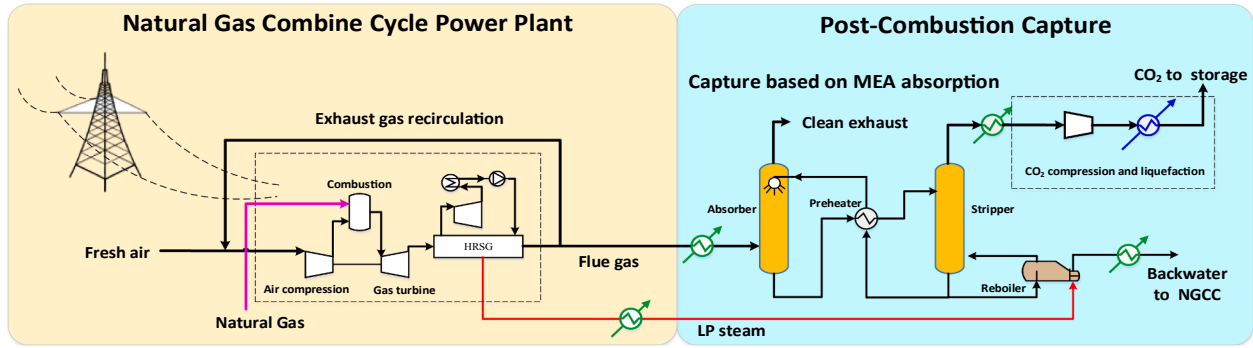 Natural Gas Combine Cycle Power Plant
Post-Combustion Capture
Capture based on MEA absorption
CO₂ to storage
Exhaust gas recirculation
Clean exhaust
CO₂ compression and liquefaction
Combustion
Absorber
Preheater
Stripper
Fresh air
HRSG
Flue gas
Air compression
Gas turbine
Reboiler
Backwater
to NGCC
Natural Gas
LP steam